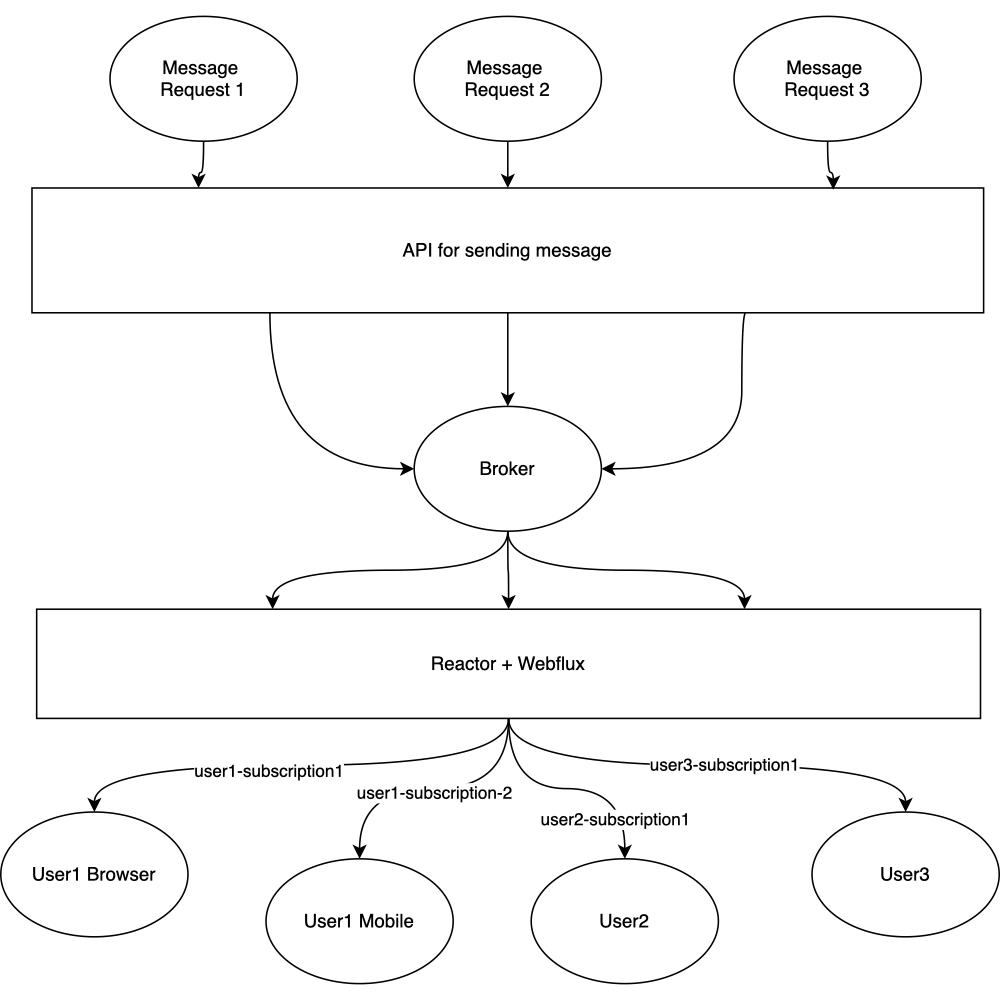 Message
Request 1
Message
Request 2
Message
Request 3
API for sending message
Broker
Reactor + Webflux
user1-subscription1
user1-subscription-2
user2-subscription1
user3-subscription1
User1 Browser
User1 Mobile
User2
User3